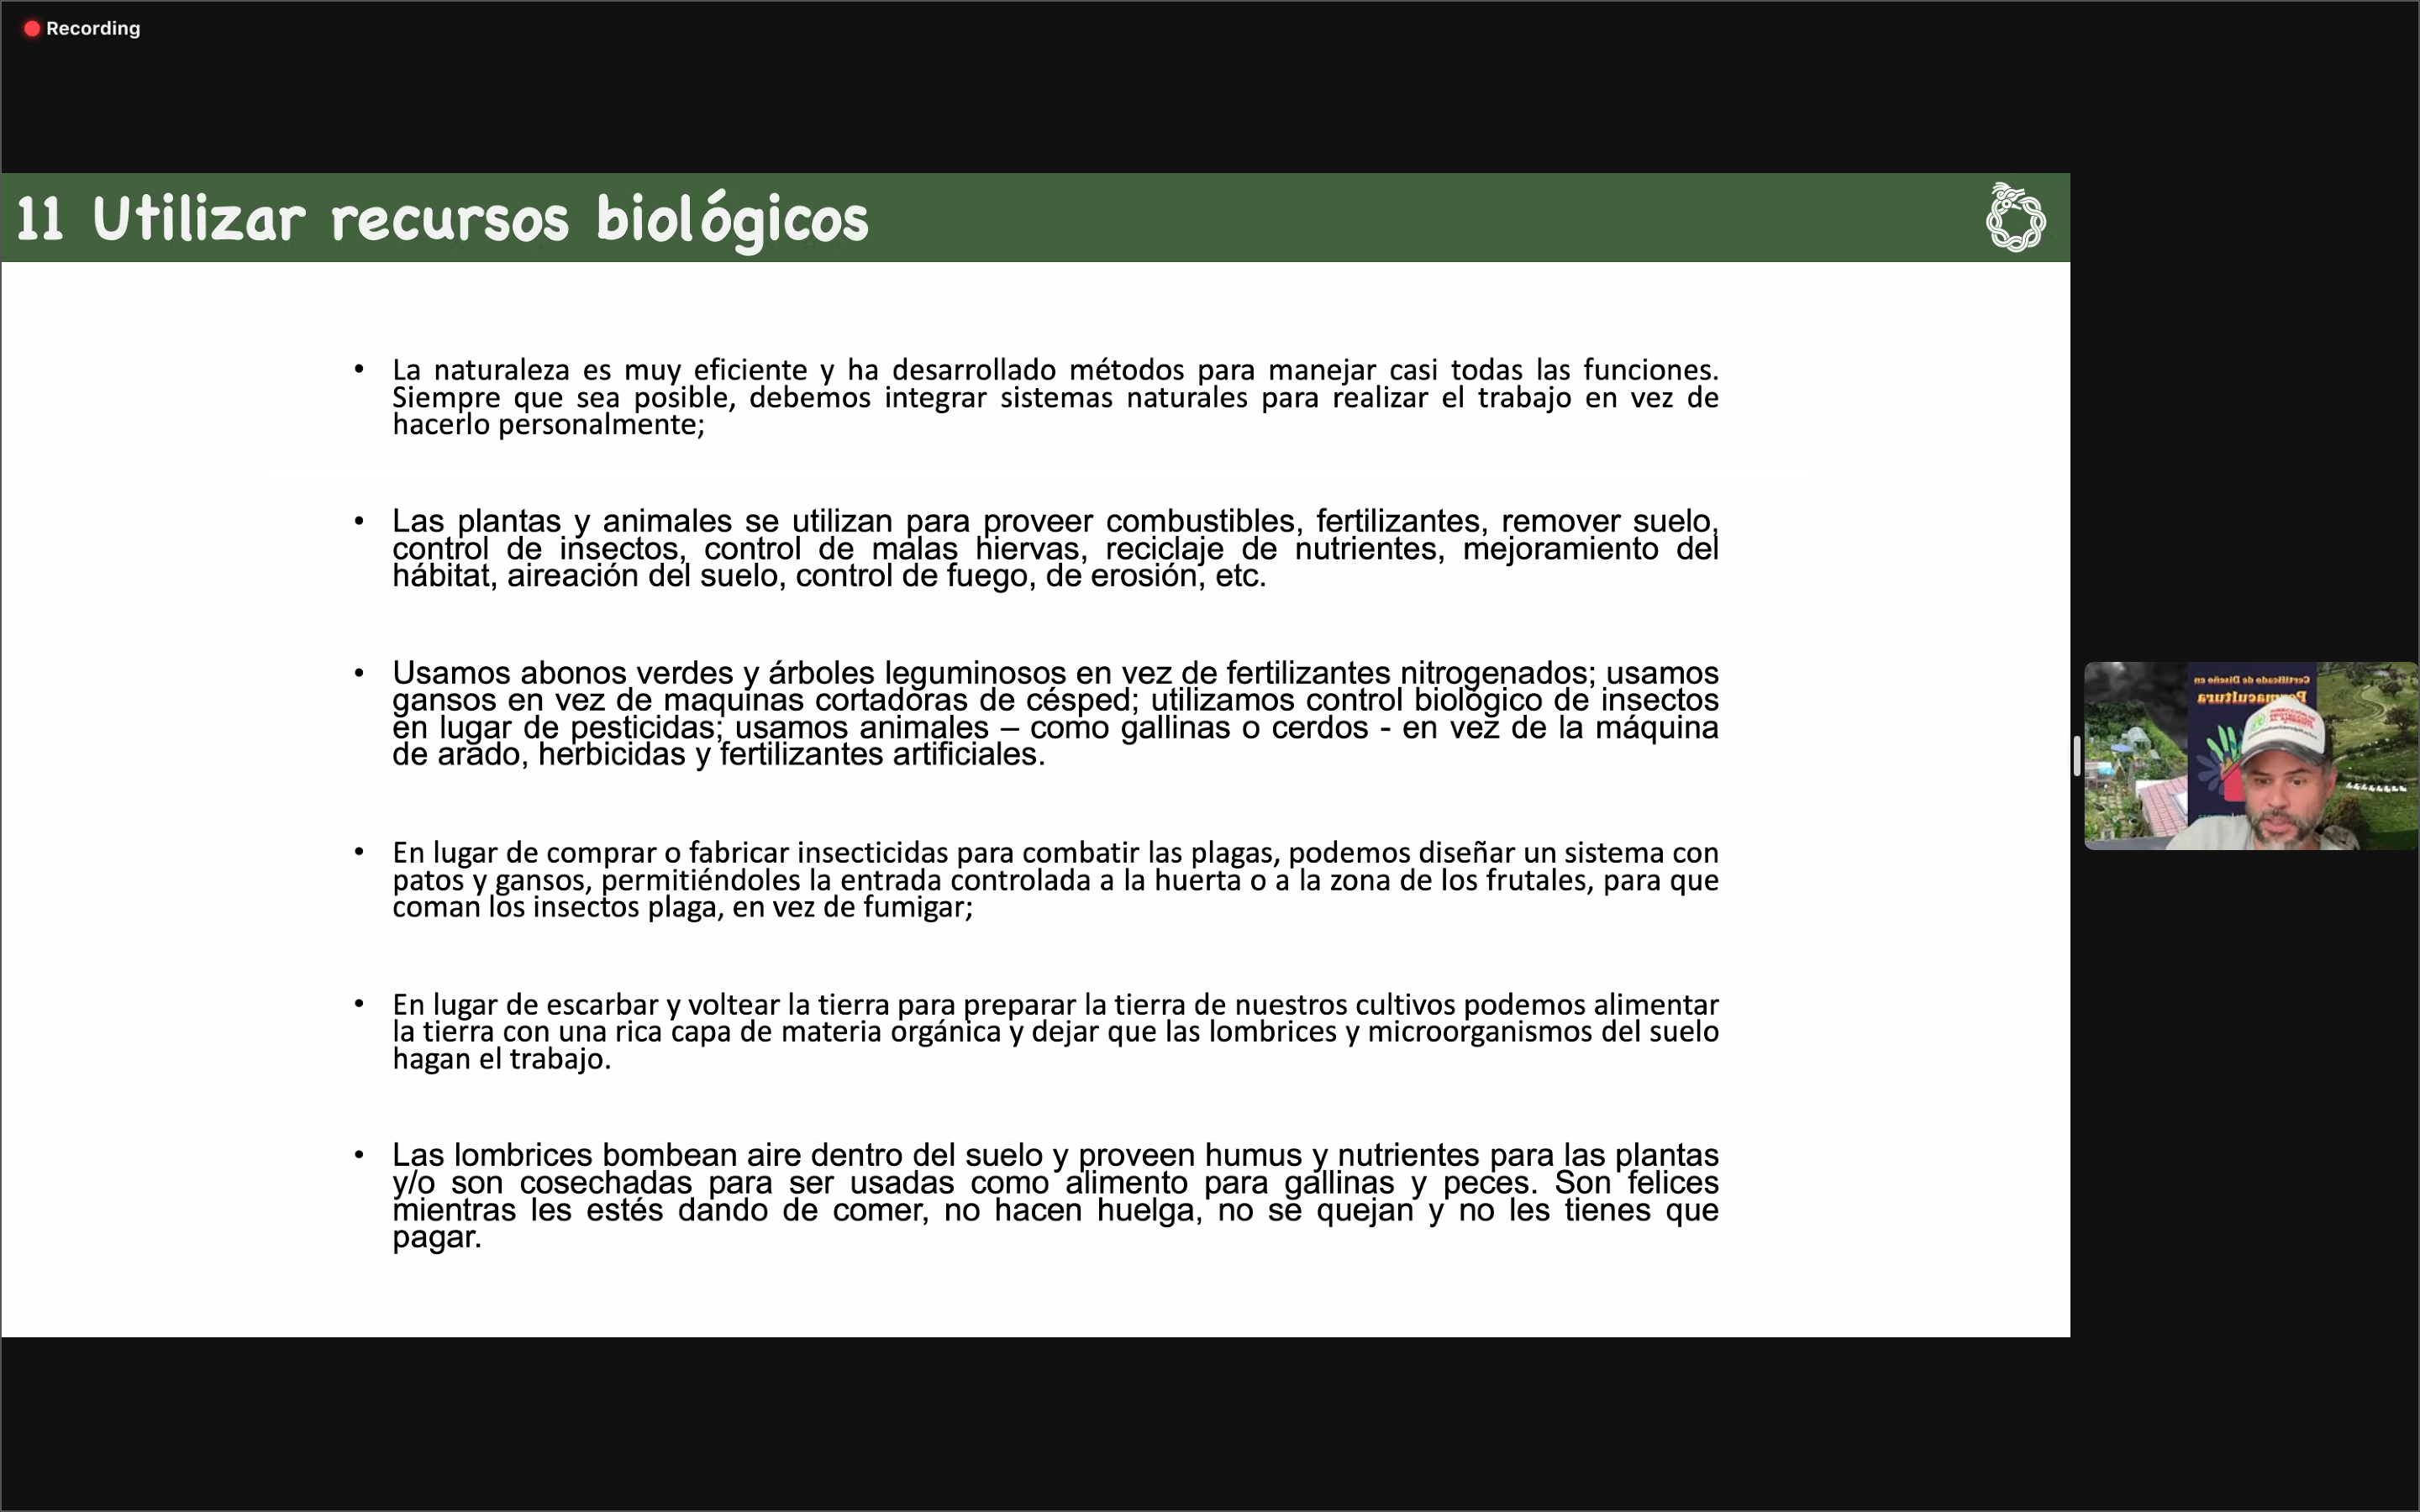 Recording
11 Utilizar recursos biológicos
• La naturaleza es muy eficiente y ha desarrollado métodos para manejar casi todas las funciones.
Siempre que sea posible, debemos integrar sistemas naturales para realizar el trabajo en vez de
hacerlo personalmente;
• Las plantas y animales se utilizan para proveer combustibles, fertilizantes, remover suelo,
control de insectos, control de malas hiervas, reciclaje de nutrientes, mejoramiento del
hábitat, aireación del suelo, control de fuego, de erosión, etc.
• Usamos abonos verdes y árboles leguminosos en vez de fertilizantes nitrogenados; usamos
gansos en vez de maquinas cortadoras de césped; utilizamos control biológico de insectos
en lugar de pesticidas; usamos animales – como gallinas o cerdos - en vez de la máquina
de arado, herbicidas y fertilizantes artificiales.
• En lugar de comprar o fabricar insecticidas para combatir las plagas, podemos diseñar un sistema con
patos y gansos, permitiéndoles la entrada controlada a la huerta o a la zona de los frutales, para que
coman los insectos plaga, en vez de fumigar;
• En lugar de escarbar y voltear la tierra para preparar la tierra de nuestros cultivos podemos alimentar
la tierra con una rica capa de materia orgánica y dejar que las lombrices y microorganismos del suelo
hagan el trabajo.
• Las lombrices bombean aire dentro del suelo y proveen humus y nutrientes para las plantas
y/o son cosechadas para ser usadas como alimento para gallinas y peces. Son felices
mientras les estés dando de comer, no hacen huelga, no se quejan y no les tienes que
pagar.
Certificado de Diseño en